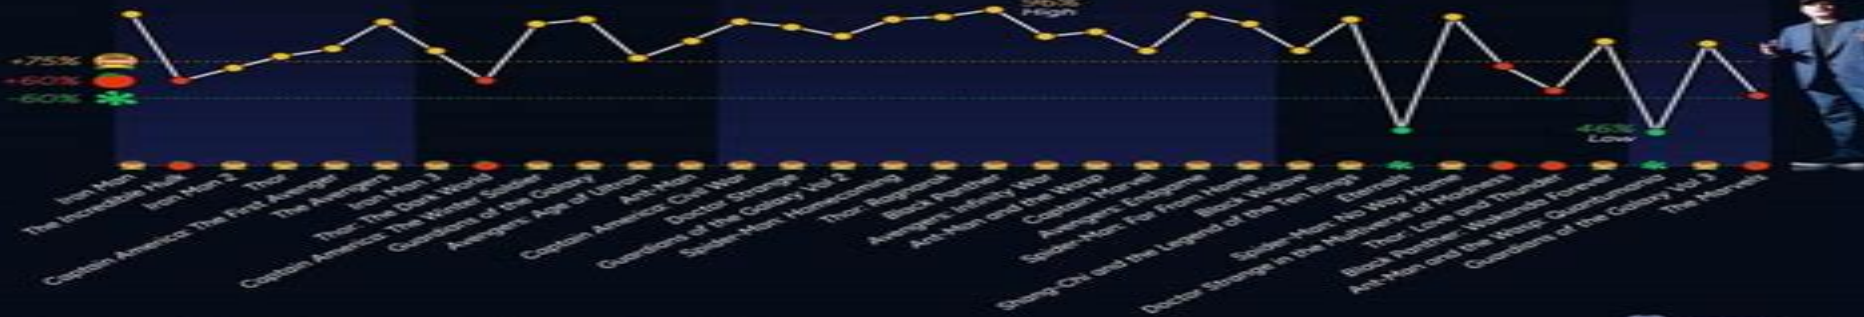 96%
High
+75%
+60%
-60%
46%
Low
Iron Man
The Incredible Hulk
Iron Man 2
Thor
Captain America: The First Avenger
The Avengers
Iron Man 3
Thor: The Dark World
Captain America: The Winter Soldier
Guardians of the Galaxy
Avengers: Age of Ultron
Ant-Man
Captain America: Civil War
Doctor Strange
Guardians of the Galaxy Vol 2
Spider-Man: Homecoming
Thor: Ragnarok
Black Panther
Avengers: Infinity War
Ant-Man and the Wasp
Captain Marvel
Avengers: Endgame
Spider-Man: Far From Home
Black Widow
Shang-Chi and the Legend of the Ten Rings
Eternals
Spider-Man: No Way Home
Doctor Strange in the Multiverse of Madness
Thor: Love and Thunder
Black Panther: Wakanda Forever
Ant-Man and the Wasp: Quantumania
Guardians of the Galaxy Vol 3
The Marvels